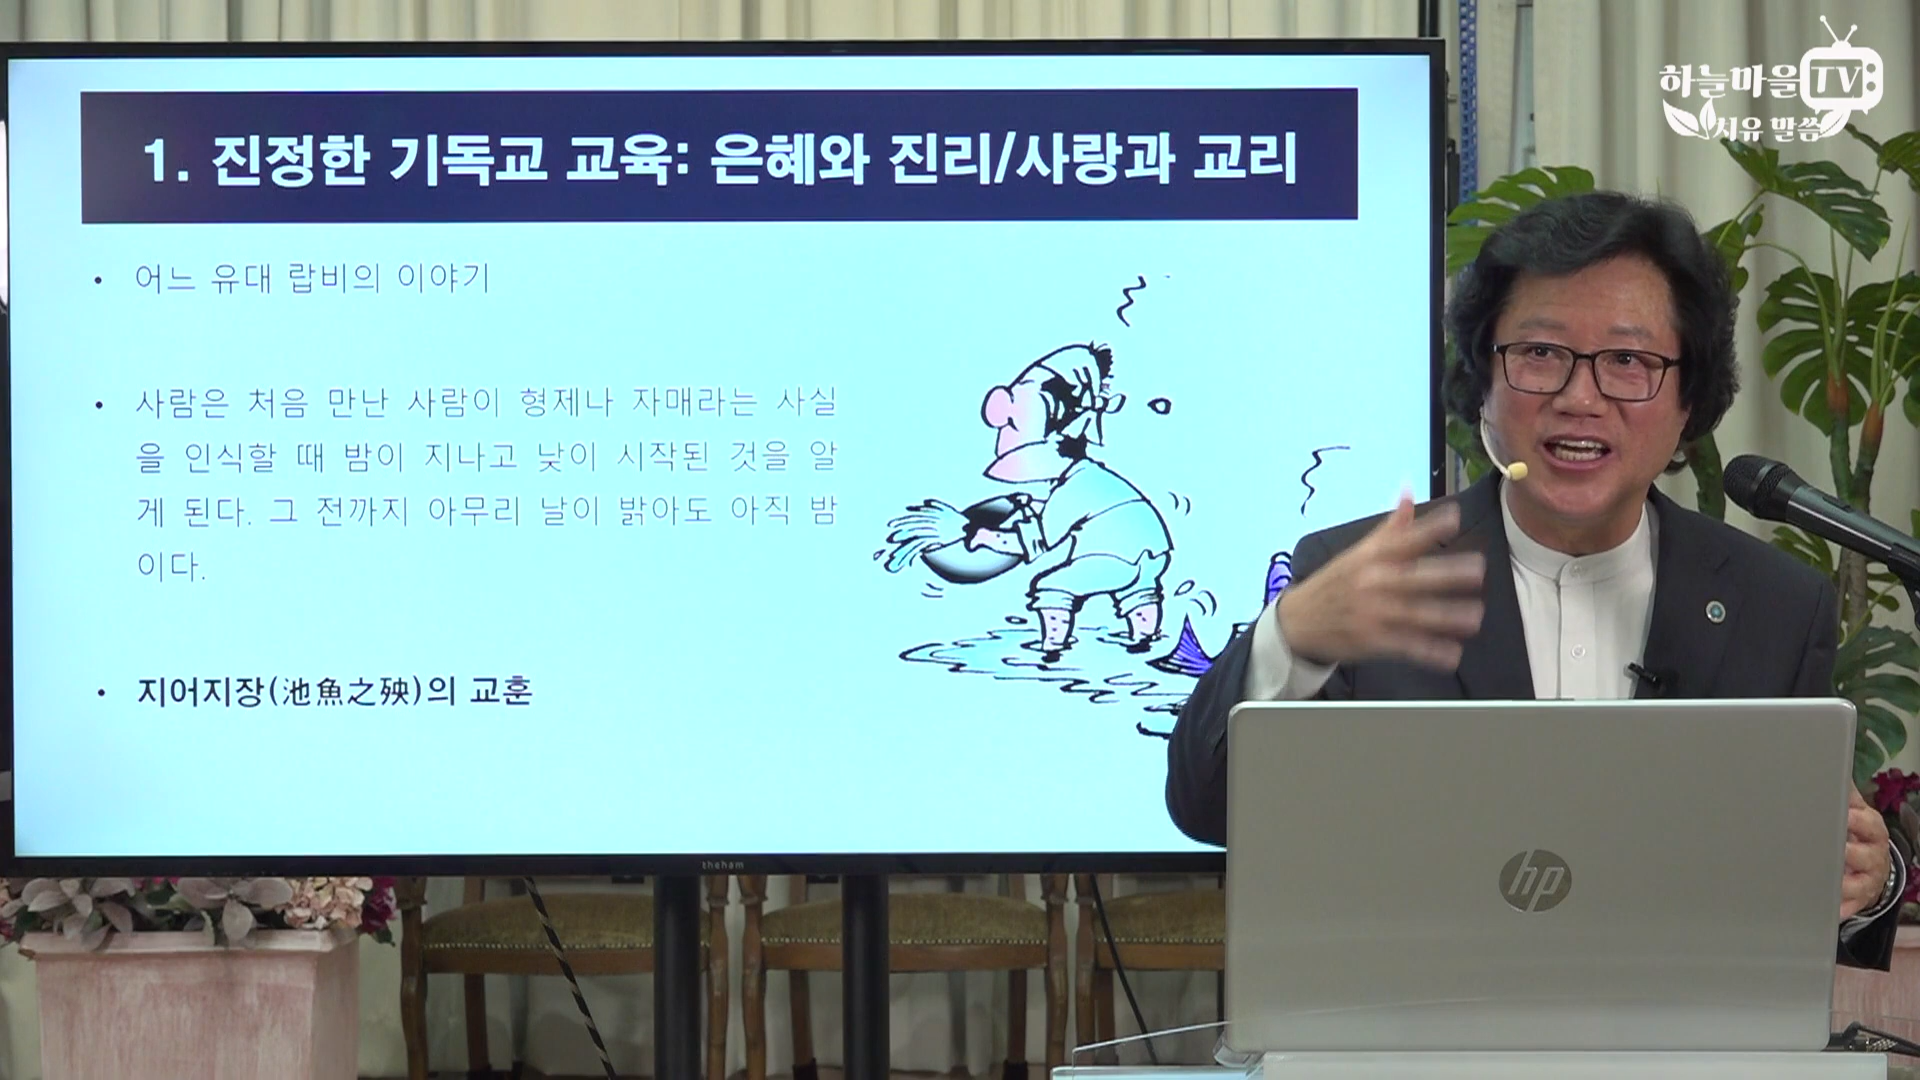 하늘마을 TV
치유 말씀
1. 진정한 기독교 교육: 은혜와 진리/사랑과 교리
• 어느 유대 랍비의 이야기
• 사람은 처음 만난 사람이 형제나 자매라는 사실
을 인식할 때 밤이 지나고 낮이 시작된 것을 알
게 된다. 그 전까지 아무리 날이 밝아도 아직 밤
이다.
• 지어지장(池魚之殃)의 교훈
theham
hp